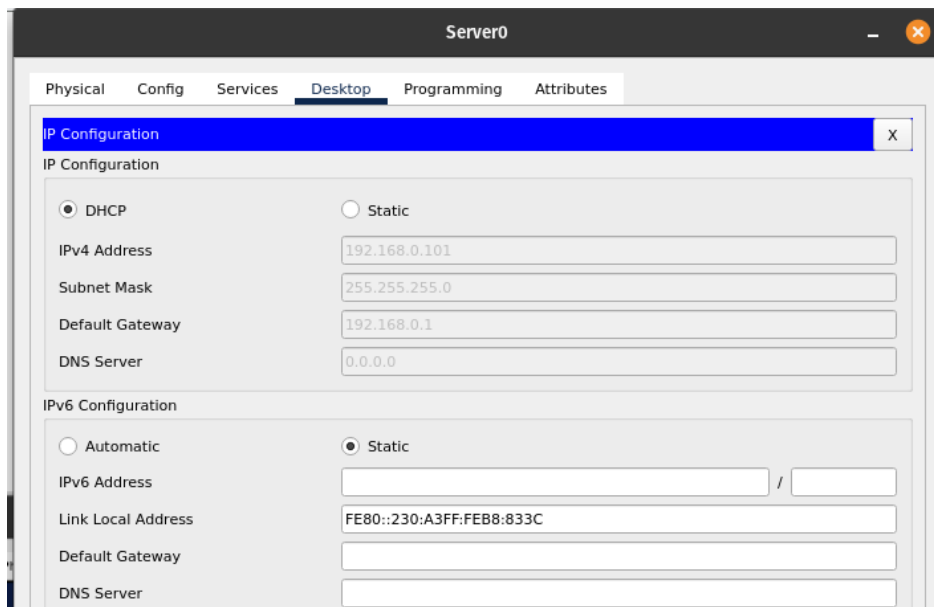 Server0
Physical Config Services Desktop Programming Attributes
IP Configuration X
IP Configuration
DHCP Static
IPv4 Address 192.168.0.101
Subnet Mask 255.255.255.0
Default Gateway 192.168.0.1
DNS Server 0.0.0.0
IPv6 Configuration
Automatic Static
IPv6 Address /
Link Local Address FE80::230:A3FF:FEB8:833C
Default Gateway
DNS Server